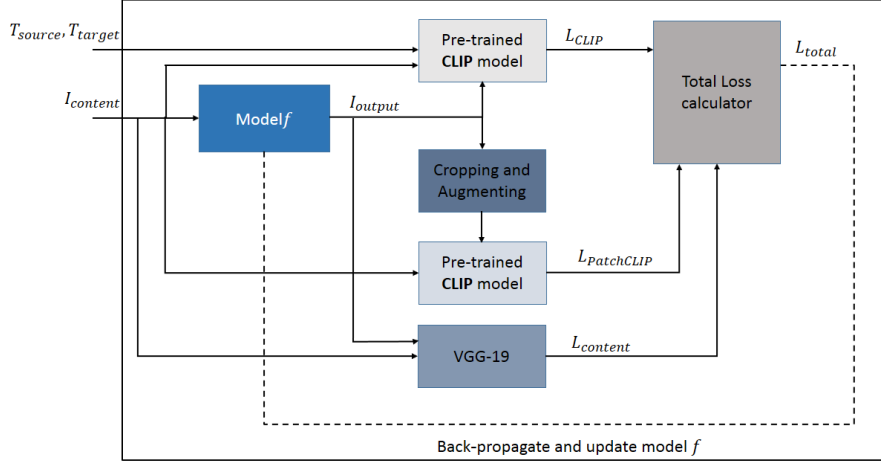 T_source, T_target
Pre-trained
CLIP model
L_CLIP
L_total
Total Loss
calculator
I_content
Model f
I_output
Cropping and
Augmenting
Pre-trained
CLIP model
L_PatchCLIP
VGG-19
L_content
Back-propagate and update model f